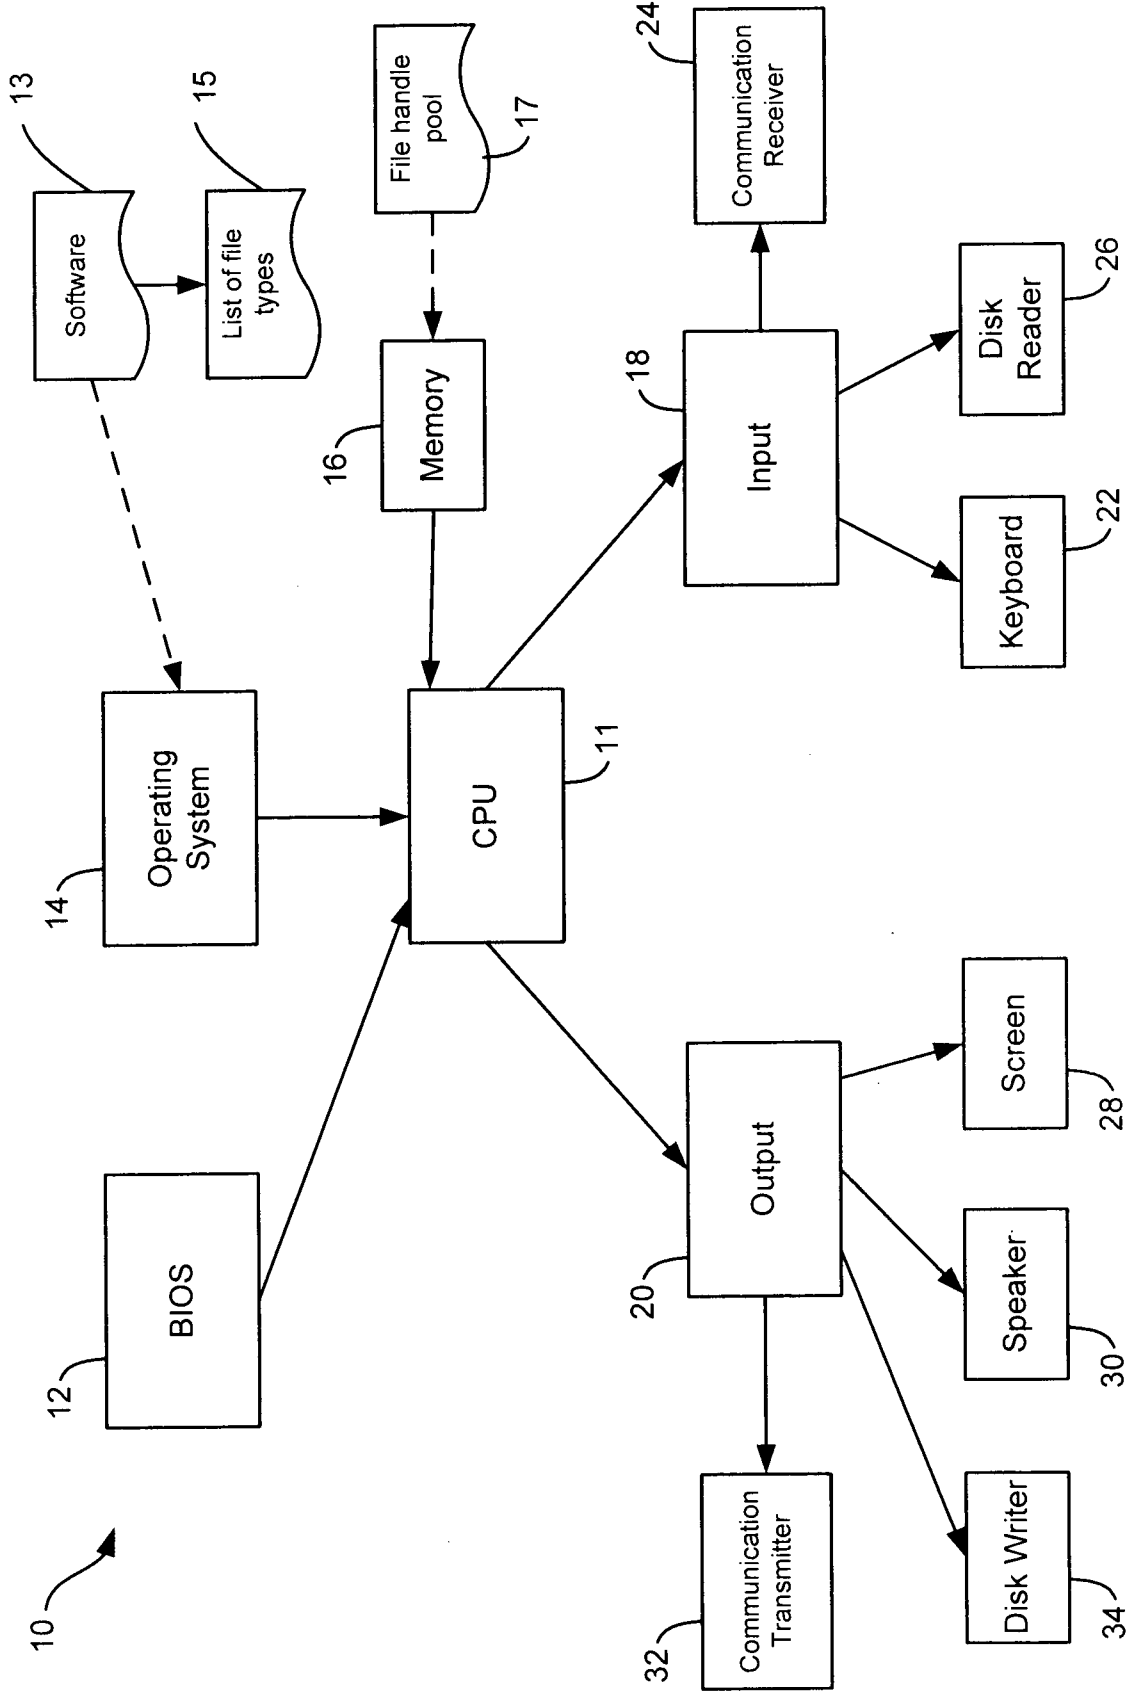 10
12
BIOS
14
Operating
System
13
Software
15
List of file
types
File handle
pool
17
16
Memory
CPU
11
20
Output
18
Input
24
Communication
Receiver
32
Communication
Transmitter
Disk Writer
34
Speaker
30
Screen
28
Keyboard
22
Disk
Reader
26